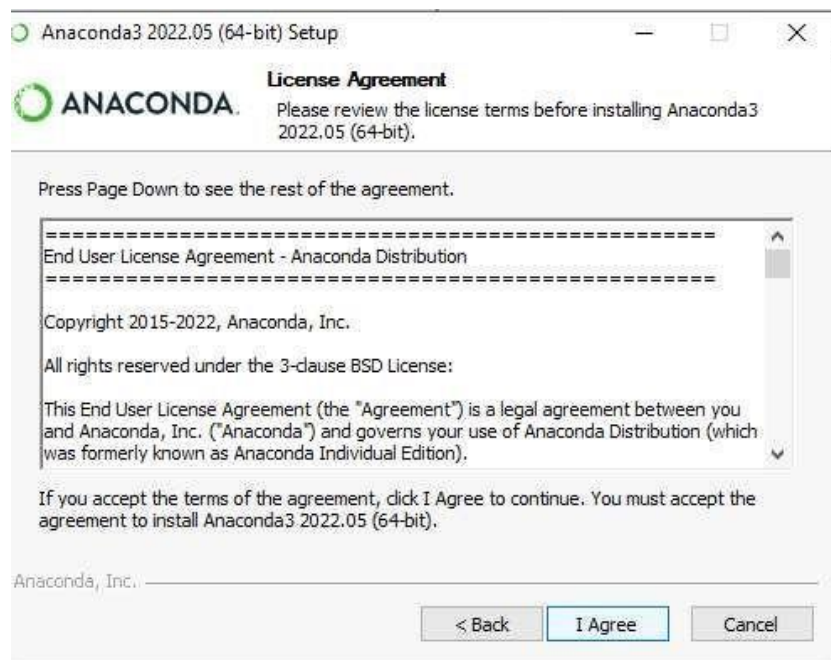 Anaconda3 2022.05 (64-bit) Setup
ANACONDA.
License Agreement
Please review the license terms before installing Anaconda3
2022.05 (64-bit).
Press Page Down to see the rest of the agreement.
==================================================
End User License Agreement - Anaconda Distribution
==================================================
Copyright 2015-2022, Anaconda, Inc.
All rights reserved under the 3-clause BSD License:
This End User License Agreement (the "Agreement") is a legal agreement between you
and Anaconda, Inc. ("Anaconda") and governs your use of Anaconda Distribution (which
was formerly known as Anaconda Individual Edition).
If you accept the terms of the agreement, click I Agree to continue. You must accept the
agreement to install Anaconda3 2022.05 (64-bit).
Anaconda, Inc.
< Back
I Agree
Cancel